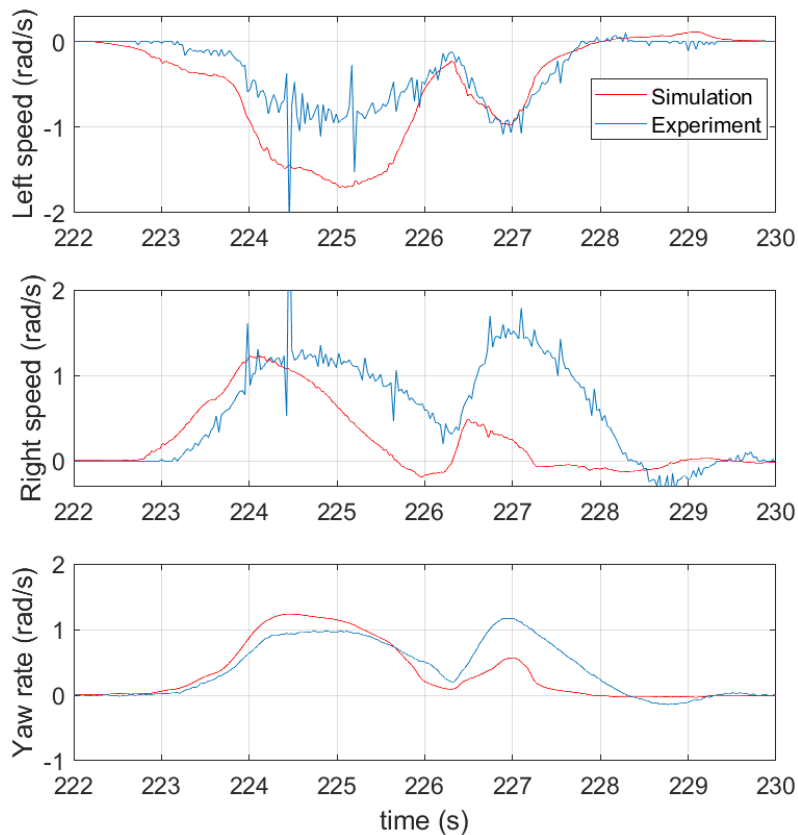 Left speed (rad/s)
0
-1
-2
Simulation
Experiment
222 223 224 225 226 227 228 229 230
Right speed (rad/s)
2
1
0
222 223 224 225 226 227 228 229 230
Yaw rate (rad/s)
2
1
0
-1
222 223 224 225 226 227 228 229 230
time (s)